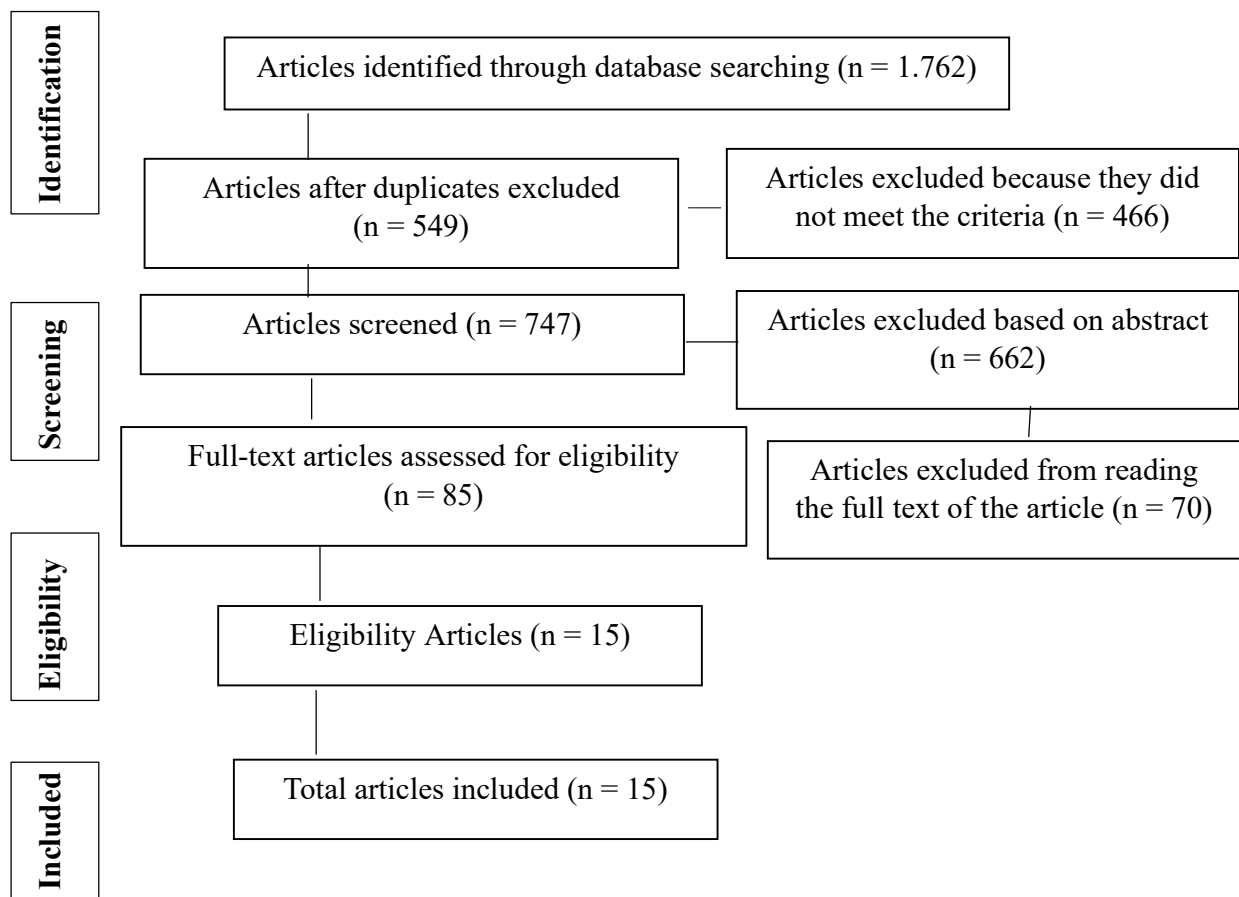 Identification
Articles identified through database searching (n = 1.762)
Articles after duplicates excluded
(n = 549)
Articles excluded because they did
not meet the criteria (n = 466)
Screening
Articles screened (n = 747)
Articles excluded based on abstract
(n = 662)
Full-text articles assessed for eligibility
(n = 85)
Articles excluded from reading
the full text of the article (n = 70)
Eligibility
Eligibility Articles (n = 15)
Included
Total articles included (n = 15)